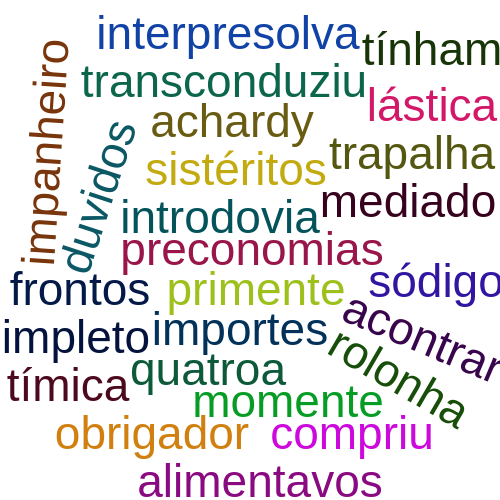 interpresolva
tínham
transconduziu
lástica
achardy
trapalha
impanheiro
duvidos
sistéritos
mediado
introdovia
preconomias
sódigo
frontos
primente
acontrar
impleto
importes
rolonha
quatroa
tímica
momente
obrigador
compriu
alimentavos